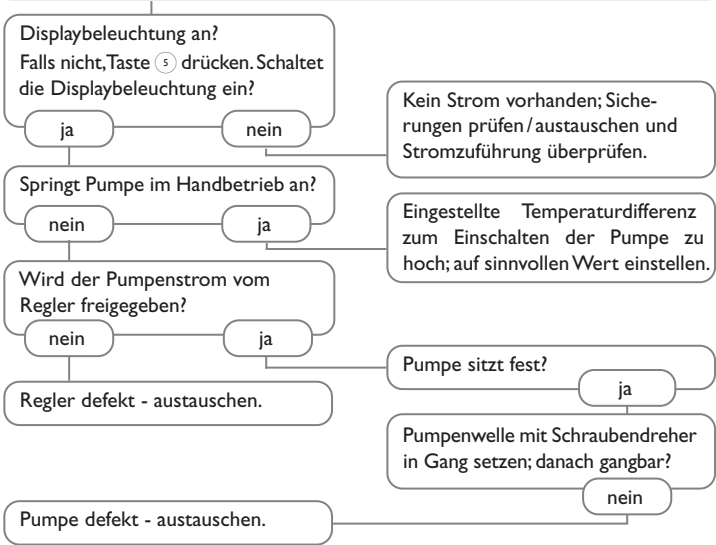 Displaybeleuchtung an?
Falls nicht, Taste 5 drücken. Schaltet
die Displaybeleuchtung ein?
ja
nein
Kein Strom vorhanden; Siche-
rungen prüfen/austauschen und
Stromzuführung überprüfen.
Springt Pumpe im Handbetrieb an?
nein
ja
Eingestellte Temperaturdifferenz
zum Einschalten der Pumpe zu
hoch; auf sinnvollen Wert einstellen.
Wird der Pumpenstrom vom
Regler freigegeben?
nein
ja
Regler defekt - austauschen.
Pumpe sitzt fest?
ja
Pumpenwelle mit Schraubendreher
in Gang setzen; danach gangbar?
nein
Pumpe defekt - austauschen.